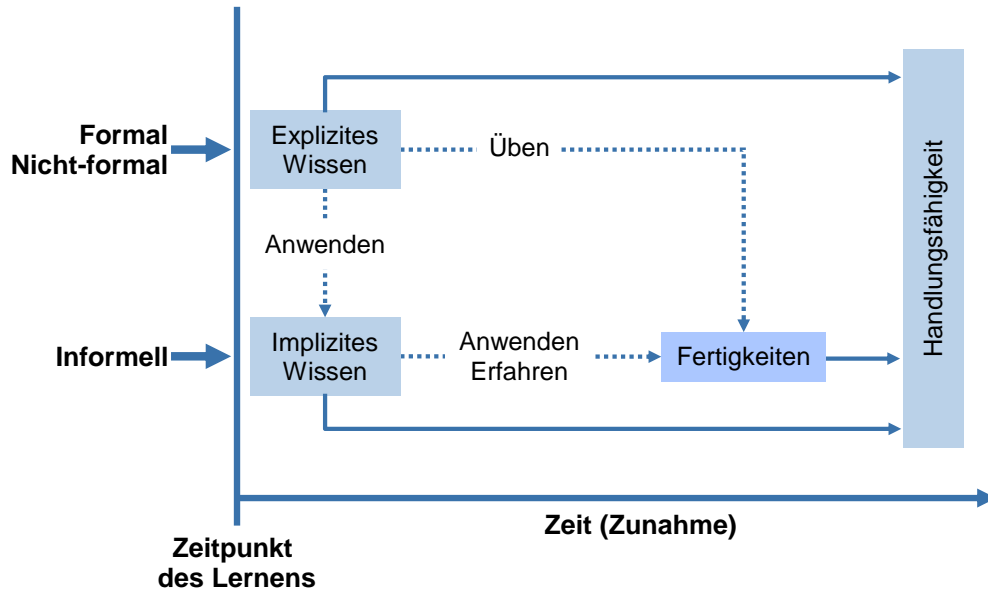 Formal
Nicht-formal
Explizites
Wissen
Üben
Anwenden
Informell
Implizites
Wissen
Anwenden
Erfahren
Fertigkeiten
Handlungsfähigkeit
Zeit (Zunahme)
Zeitpunkt
des Lernens